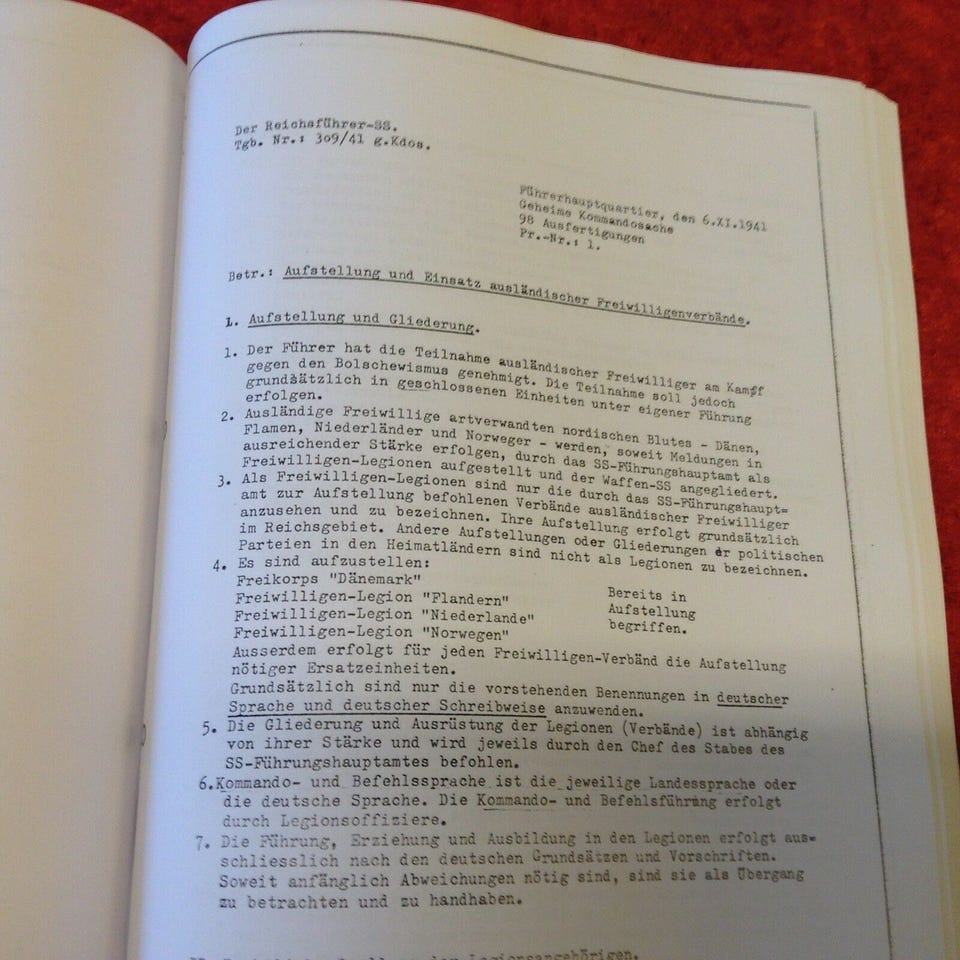 Der Reichsführer-SS.
Tgb. Nr.: 309/41 g.Kdos.
Führerhauptquartier, den 6.XI.1941
Geheime Kommandosache
98 Ausfertigungen
Pr.-Nr.: 1.
Betr.: Aufstellung und Einsatz ausländischer Freiwilligenverbände.
1. Aufstellung und Gliederung.
1. Der Führer hat die Teilnahme ausländischer Freiwilliger am Kampf
gegen den Bolschewismus genehmigt. Die Teilnahme soll jedoch
grundsätzlich in geschlossenen Einheiten unter eigener Führung
erfolgen.
2. Ausländige Freiwillige artverwandten nordischen Blutes - Dänen,
Flamen, Niederländer und Norweger - werden, soweit Meldungen in
ausreichender Stärke erfolgen, durch das SS-Führungshauptamt als
Freiwilligen-Legionen aufgestellt und der Waffen-SS angegliedert.
3. Als Freiwilligen-Legionen sind nur die durch das SS-Führungshaupt=
amt zur Aufstellung befohlenen Verbände ausländischer Freiwilliger
anzusehen und zu bezeichnen. Ihre Aufstellung erfolgt grundsätzlich
im Reichsgebiet. Andere Aufstellungen oder Gliederungen der politischen
Parteien in den Heimatländern sind nicht als Legionen zu bezeichnen.
4. Es sind aufzustellen:
Freikorps "Dänemark"
Freiwilligen-Legion "Flandern"
Freiwilligen-Legion "Niederlande"
Freiwilligen-Legion "Norwegen"
Bereits in
Aufstellung
begriffen.
Ausserdem erfolgt für jeden Freiwilligen-Verbänd die Aufstellung
nötiger Ersatzeinheiten.
Grundsätzlich sind nur die vorstehenden Benennungen in deutscher
Sprache und deutscher Schreibweise anzuwenden.
5. Die Gliederung und Ausrüstung der Legionen (Verbände) ist abhängig
von ihrer Stärke und wird jeweils durch den Chef des Stabes des
SS-Führungshauptamtes befohlen.
6. Kommando- und Befehlssprache ist die jeweilige Landessprache oder
die deutsche Sprache. Die Kommando- und Befehlsführung erfolgt
durch Legionsoffiziere.
7. Die Führung, Erziehung und Ausbildung in den Legionen erfolgt aus=
schliesslich nach den deutschen Grundsätzen und Vorschriften.
Soweit anfänglich Abweichungen nötig sind, sind sie als Übergang
zu betrachten und zu handhaben.
der Legionsangehörigen.